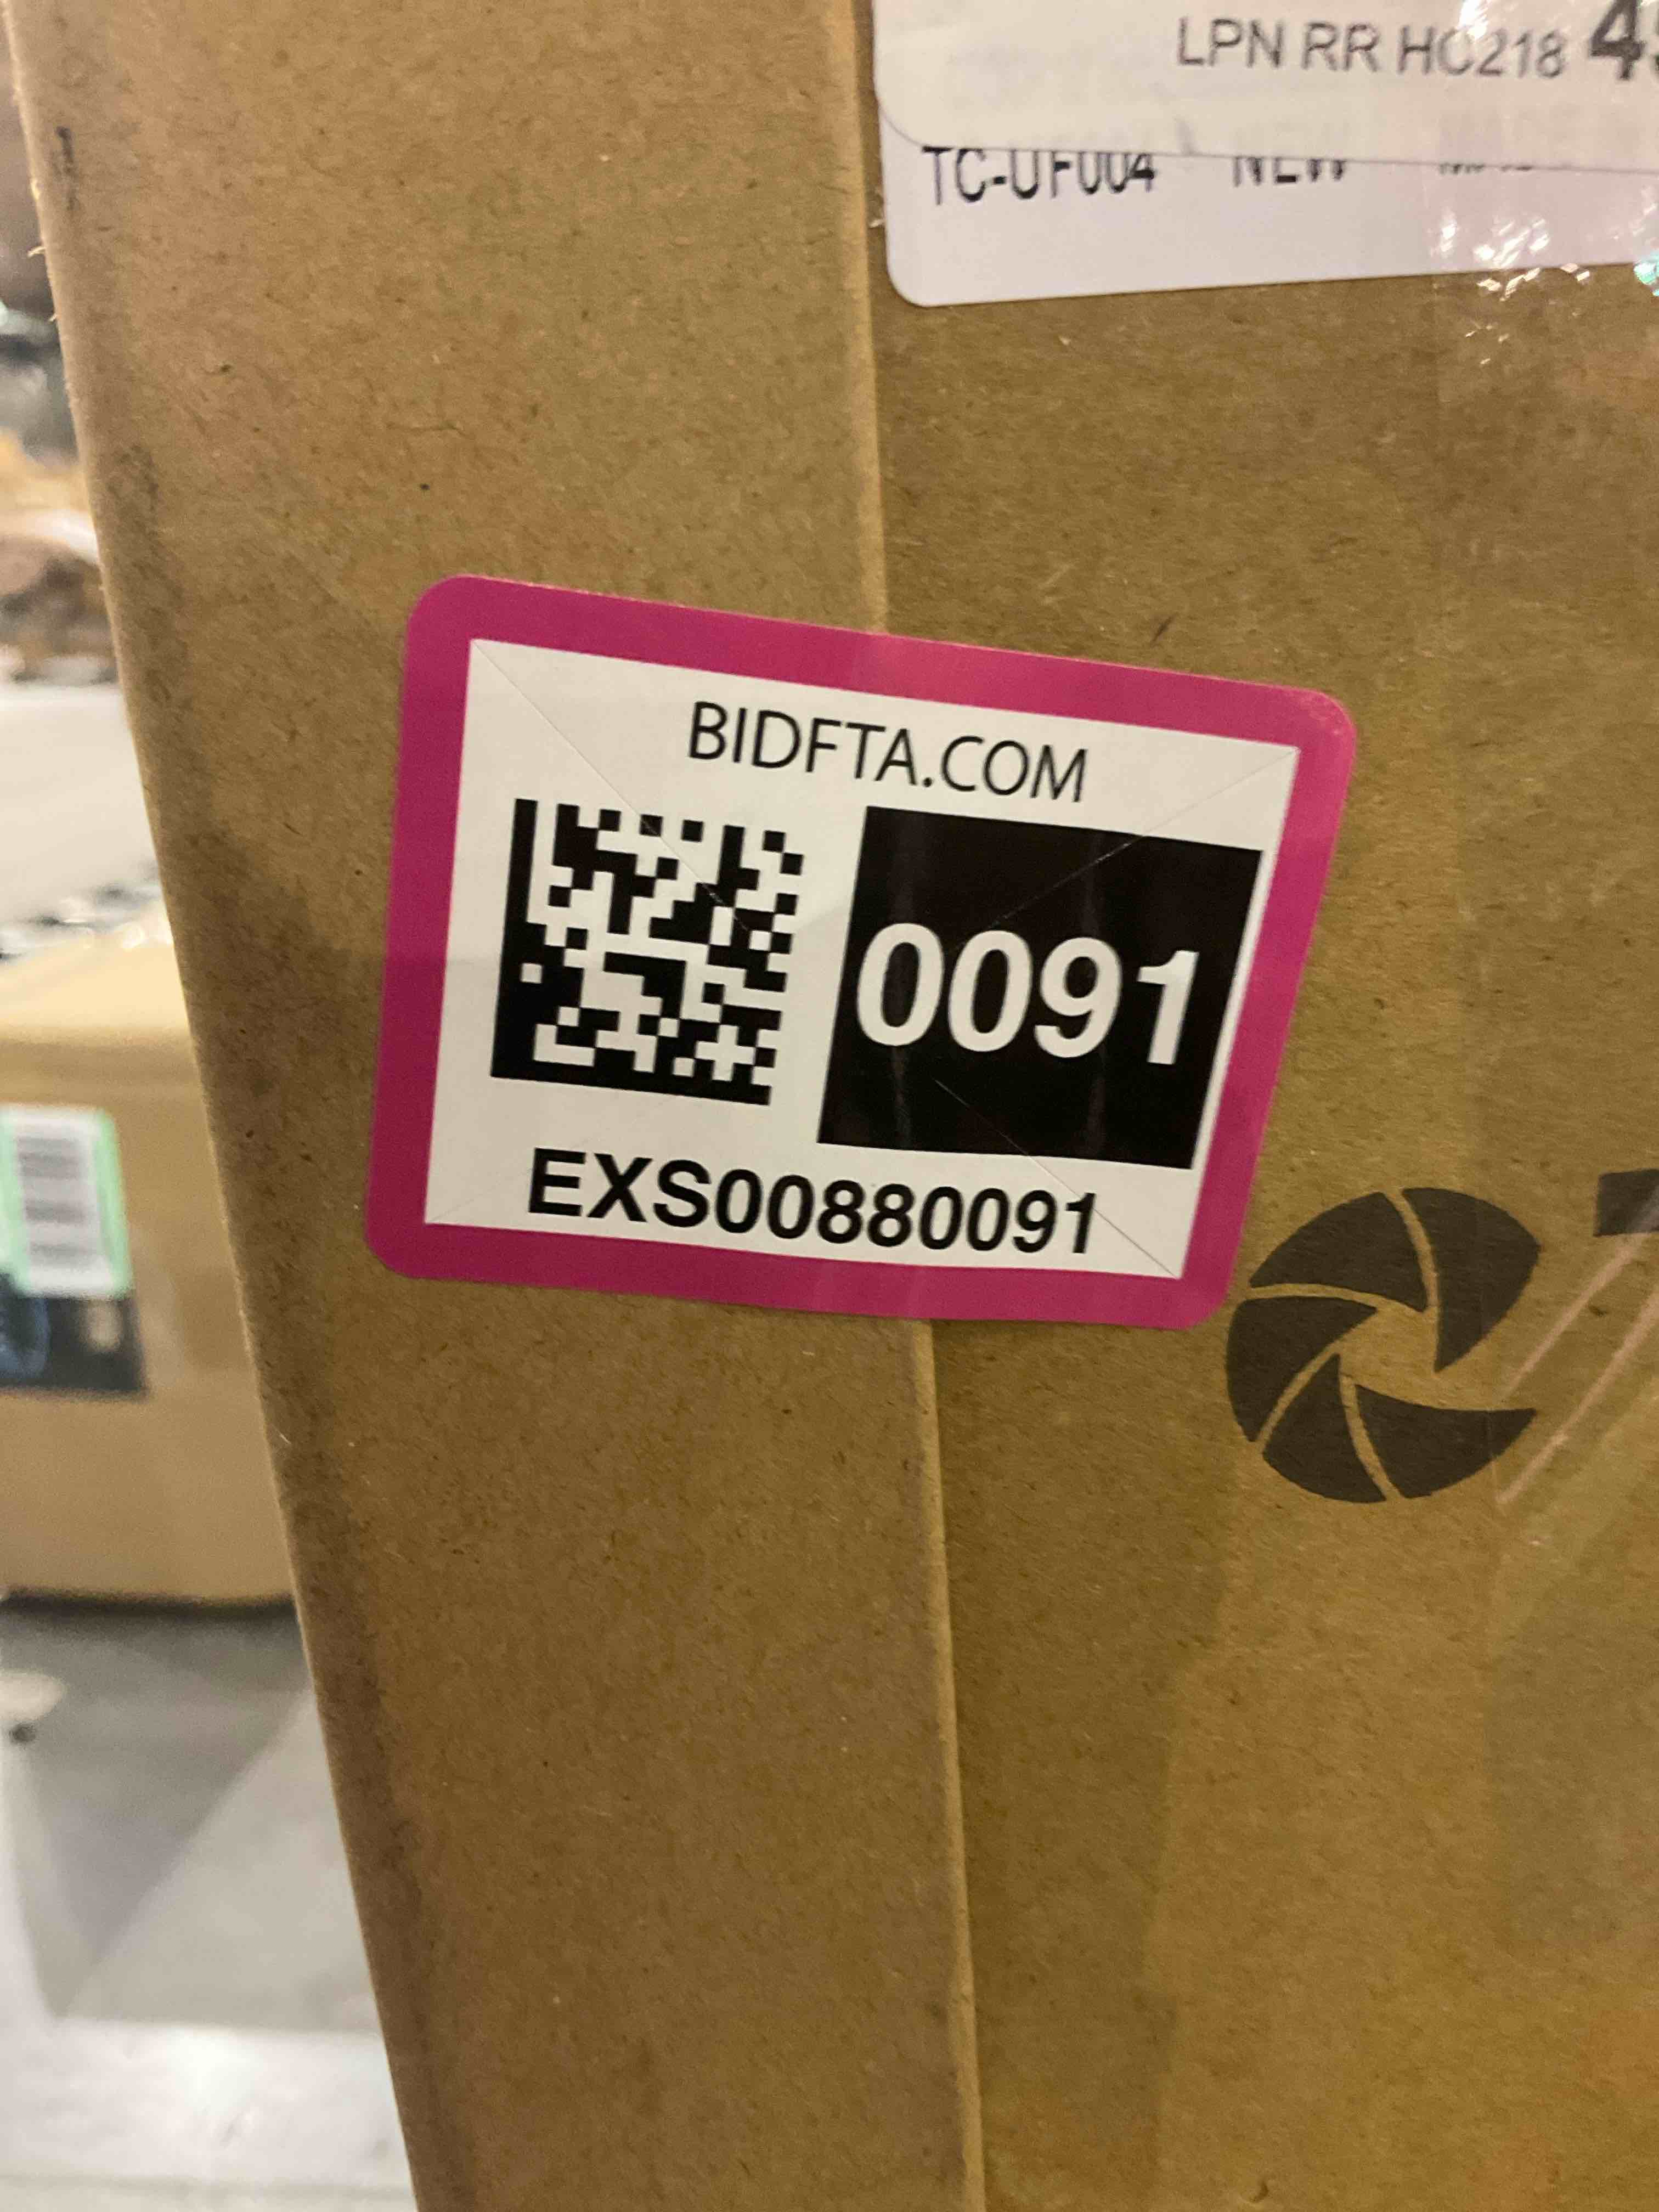 LPN RR HC218
TC-UF004 NEW
BIDFTA.COM
0091
EXS00880091